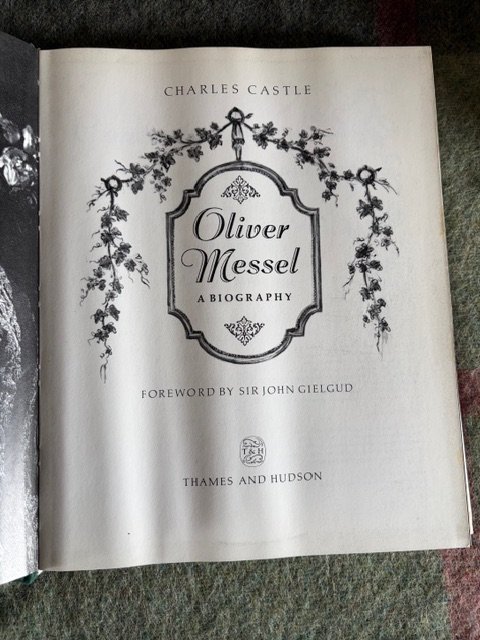 CHARLES CASTLE
Oliver
Messel
A BIOGRAPHY
FOREWORD BY SIR JOHN GIELGUD
T & H
THAMES AND HUDSON